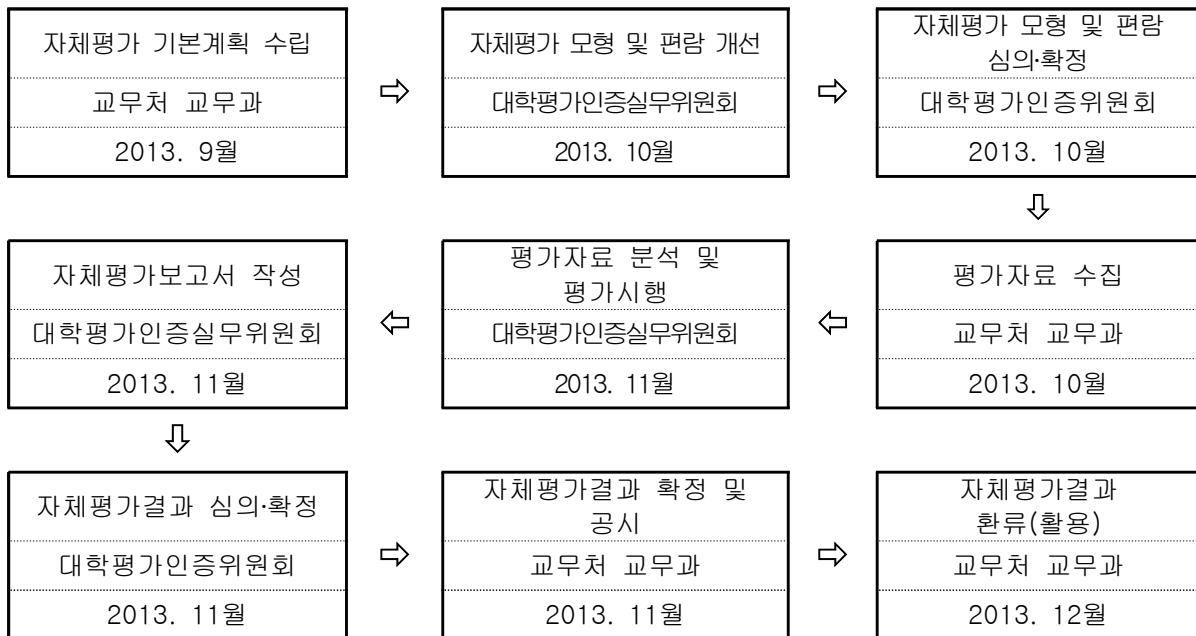 자체평가 기본계획 수립
교무처 교무과
2013. 9월
⇨
자체평가 모형 및 편람 개선
대학평가인증실무위원회
2013. 10월
⇨
자체평가 모형 및 편람
심의·확정
대학평가인증위원회
2013. 10월
⇩
평가자료 수집
교무처 교무과
2013. 10월
⇦
평가자료 분석 및
평가시행
대학평가인증실무위원회
2013. 11월
⇦
자체평가보고서 작성
대학평가인증실무위원회
2013. 11월
⇩
자체평가결과 심의·확정
대학평가인증위원회
2013. 11월
⇨
자체평가결과 확정 및
공시
교무처 교무과
2013. 11월
⇨
자체평가결과
환류(활용)
교무처 교무과
2013. 12월